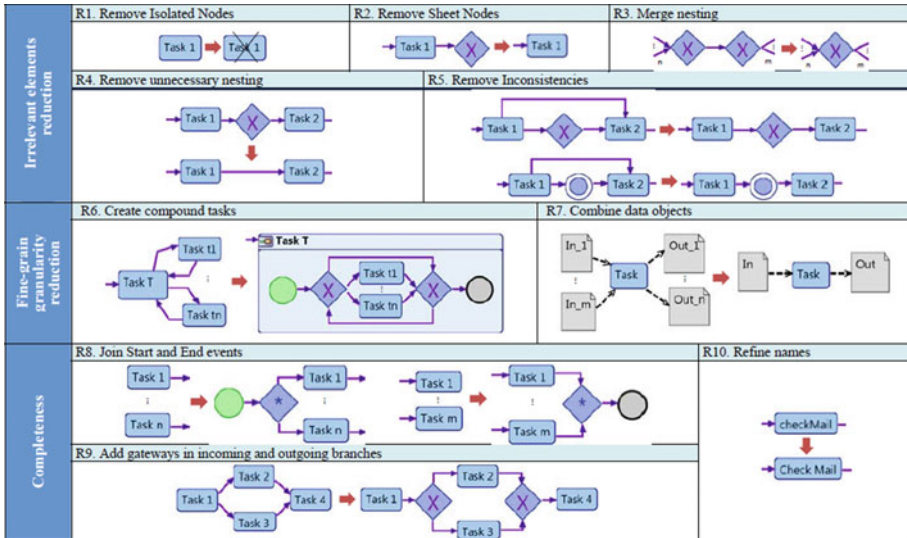 Irrelevant elements
reduction
R1. Remove Isolated Nodes
Task 1
Task 1
R2. Remove Sheet Nodes
Task 1
X
Task 1
R3. Merge nesting
X
X
X
n
m
n
m
R4. Remove unnecessary nesting
Task 1
X
Task 2
Task 1
Task 2
R5. Remove Inconsistencies
Task 1
X
Task 2
Task 1
X
Task 2
Task 1
Task 2
Task 1
Task 2
Fine-grain
granularity
reduction
R6. Create compound tasks
Task T
Task t1
Task tn
Task T
X
Task t1
Task tn
X
R7. Combine data objects
In_1
In_m
Task
Out_1
Out_n
In
Task
Out
Completeness
R8. Join Start and End events
Task 1
Task n
*
Task 1
Task n
Task 1
Task m
Task 1
Task m
*
R9. Add gateways in incoming and outgoing branches
Task 1
Task 2
Task 3
Task 4
Task 1
X
Task 2
Task 3
X
Task 4
R10. Refine names
checkMail
Check Mail